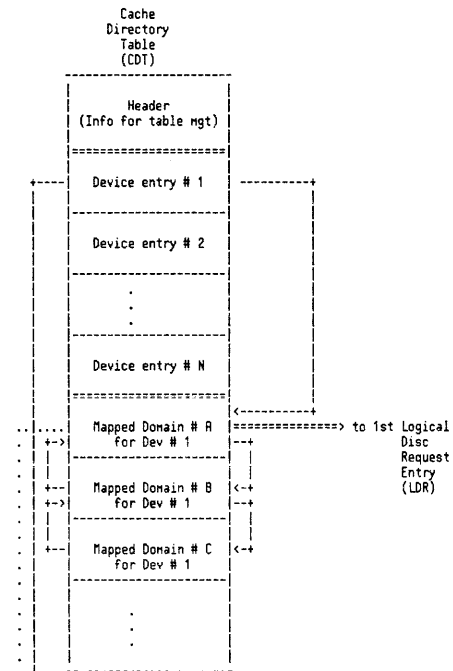 Cache
Directory
Table
(CDT)
Header
(Info for table mgt)
Device entry # 1
Device entry # 2
Device entry # N
Mapped Domain # A
for Dev # 1
to 1st Logical
Disc
Request
Entry
(LDR)
Mapped Domain # B
for Dev # 1
Mapped Domain # C
for Dev # 1